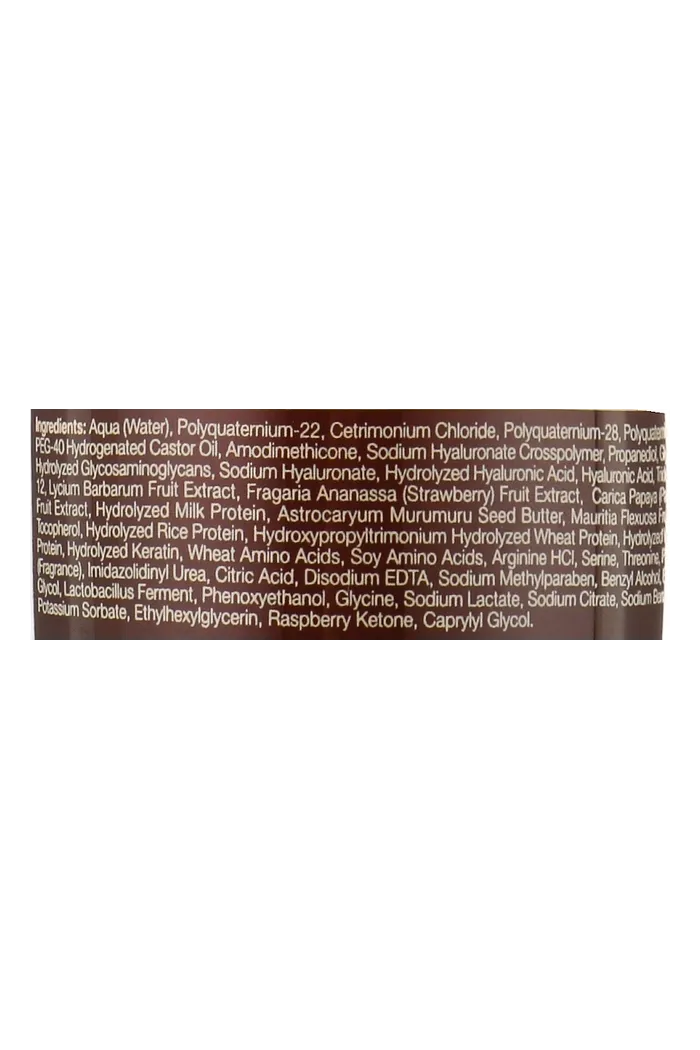 Ingredients: Aqua (Water), Polyquaternium-22, Cetrimonium Chloride, Polyquaternium-28,
PEG-40 Hydrogenated Castor Oil, Amodimethicone, Sodium Hyaluronate Crosspolymer, Propanediol,
Hydrolyzed Glycosaminoglycans, Sodium Hyaluronate, Hydrolyzed Hyaluronic Acid, Hyaluronic Acid,
12, Lycium Barbarum Fruit Extract, Fragaria Ananassa (Strawberry) Fruit Extract, Carica Papaya
Fruit Extract, Hydrolyzed Milk Protein, Astrocaryum Murumuru Seed Butter, Mauritia Flexuosa
Tocopherol, Hydrolyzed Rice Protein, Hydroxypropyltrimonium Hydrolyzed Wheat Protein, Hydrolyzed
Protein, Hydrolyzed Keratin, Wheat Amino Acids, Soy Amino Acids, Arginine HCl, Serine, Threonine,
(Fragrance), Imidazolidinyl Urea, Citric Acid, Disodium EDTA, Sodium Methylparaben, Benzyl Alcohol,
Glycol, Lactobacillus Ferment, Phenoxyethanol, Glycine, Sodium Lactate, Sodium Citrate, Sodium
Potassium Sorbate, Ethylhexylglycerin, Raspberry Ketone, Caprylyl Glycol.